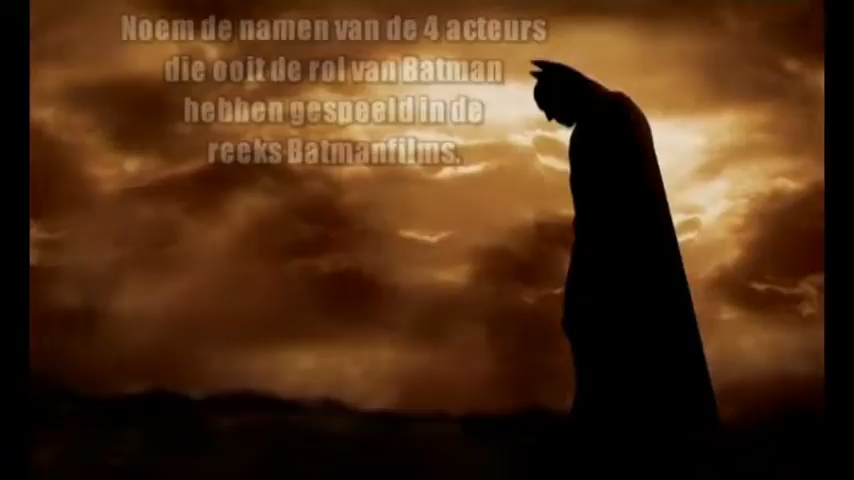 Noem de namen van de 4 acteurs
die ooit de rol van Batman
hebben gespeeld in de
reeks Batmanfilms.